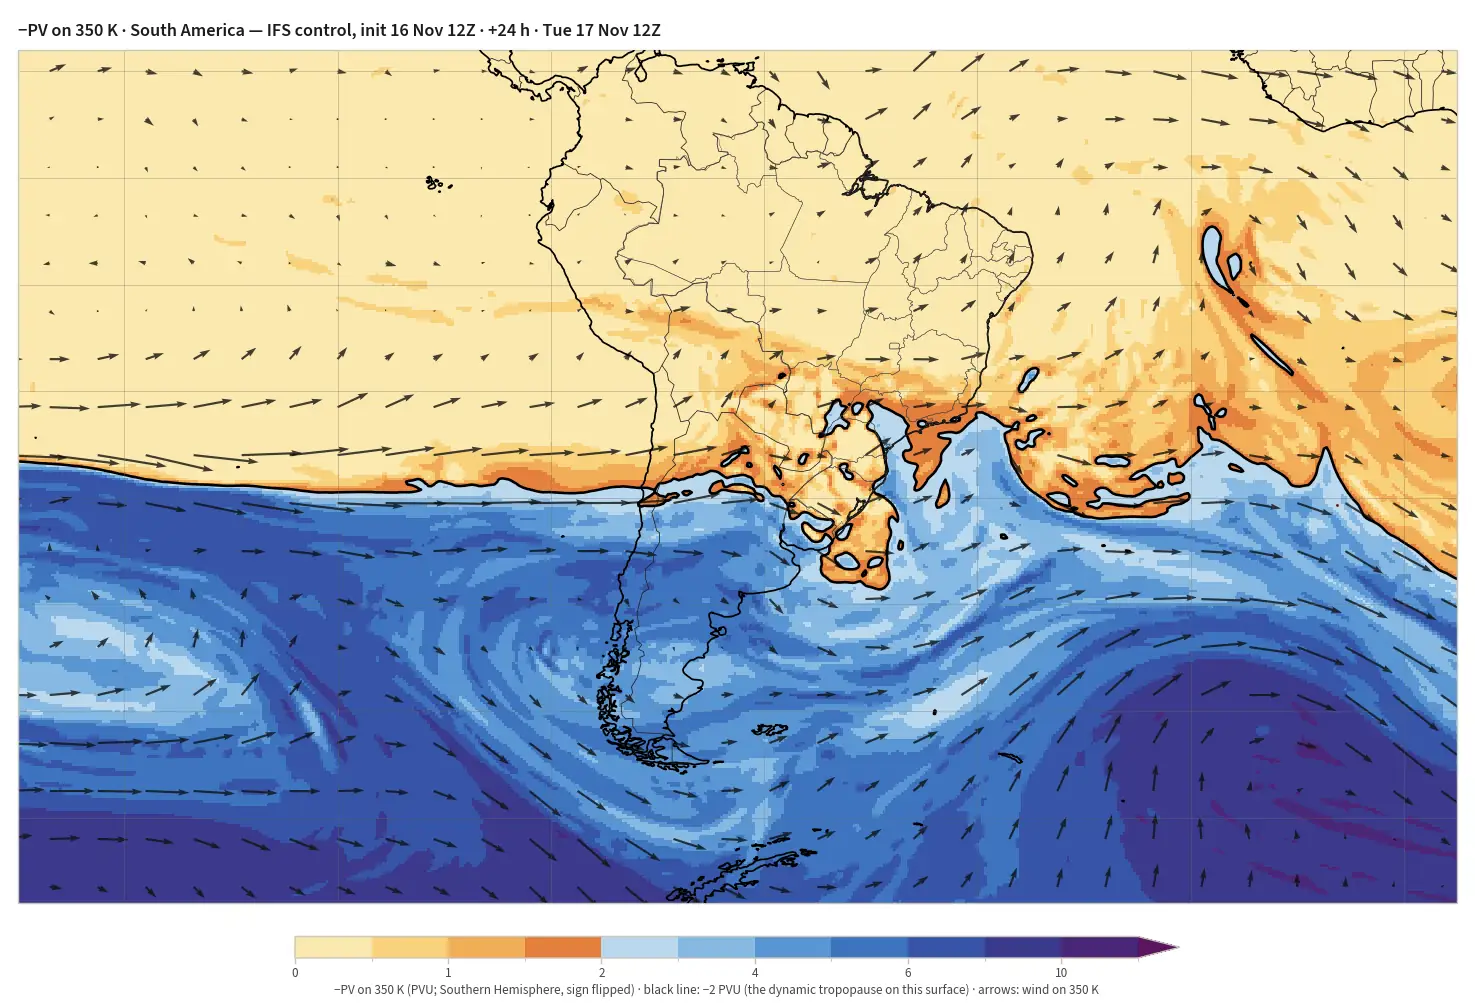 −PV on 350 K · South America — IFS control, init 16 Nov 12Z · +24 h · Tue 17 Nov 12Z
0 1 2 4 6 10
−PV on 350 K (PVU; Southern Hemisphere, sign flipped) · black line: −2 PVU (the dynamic tropopause on this surface) · arrows: wind on 350 K